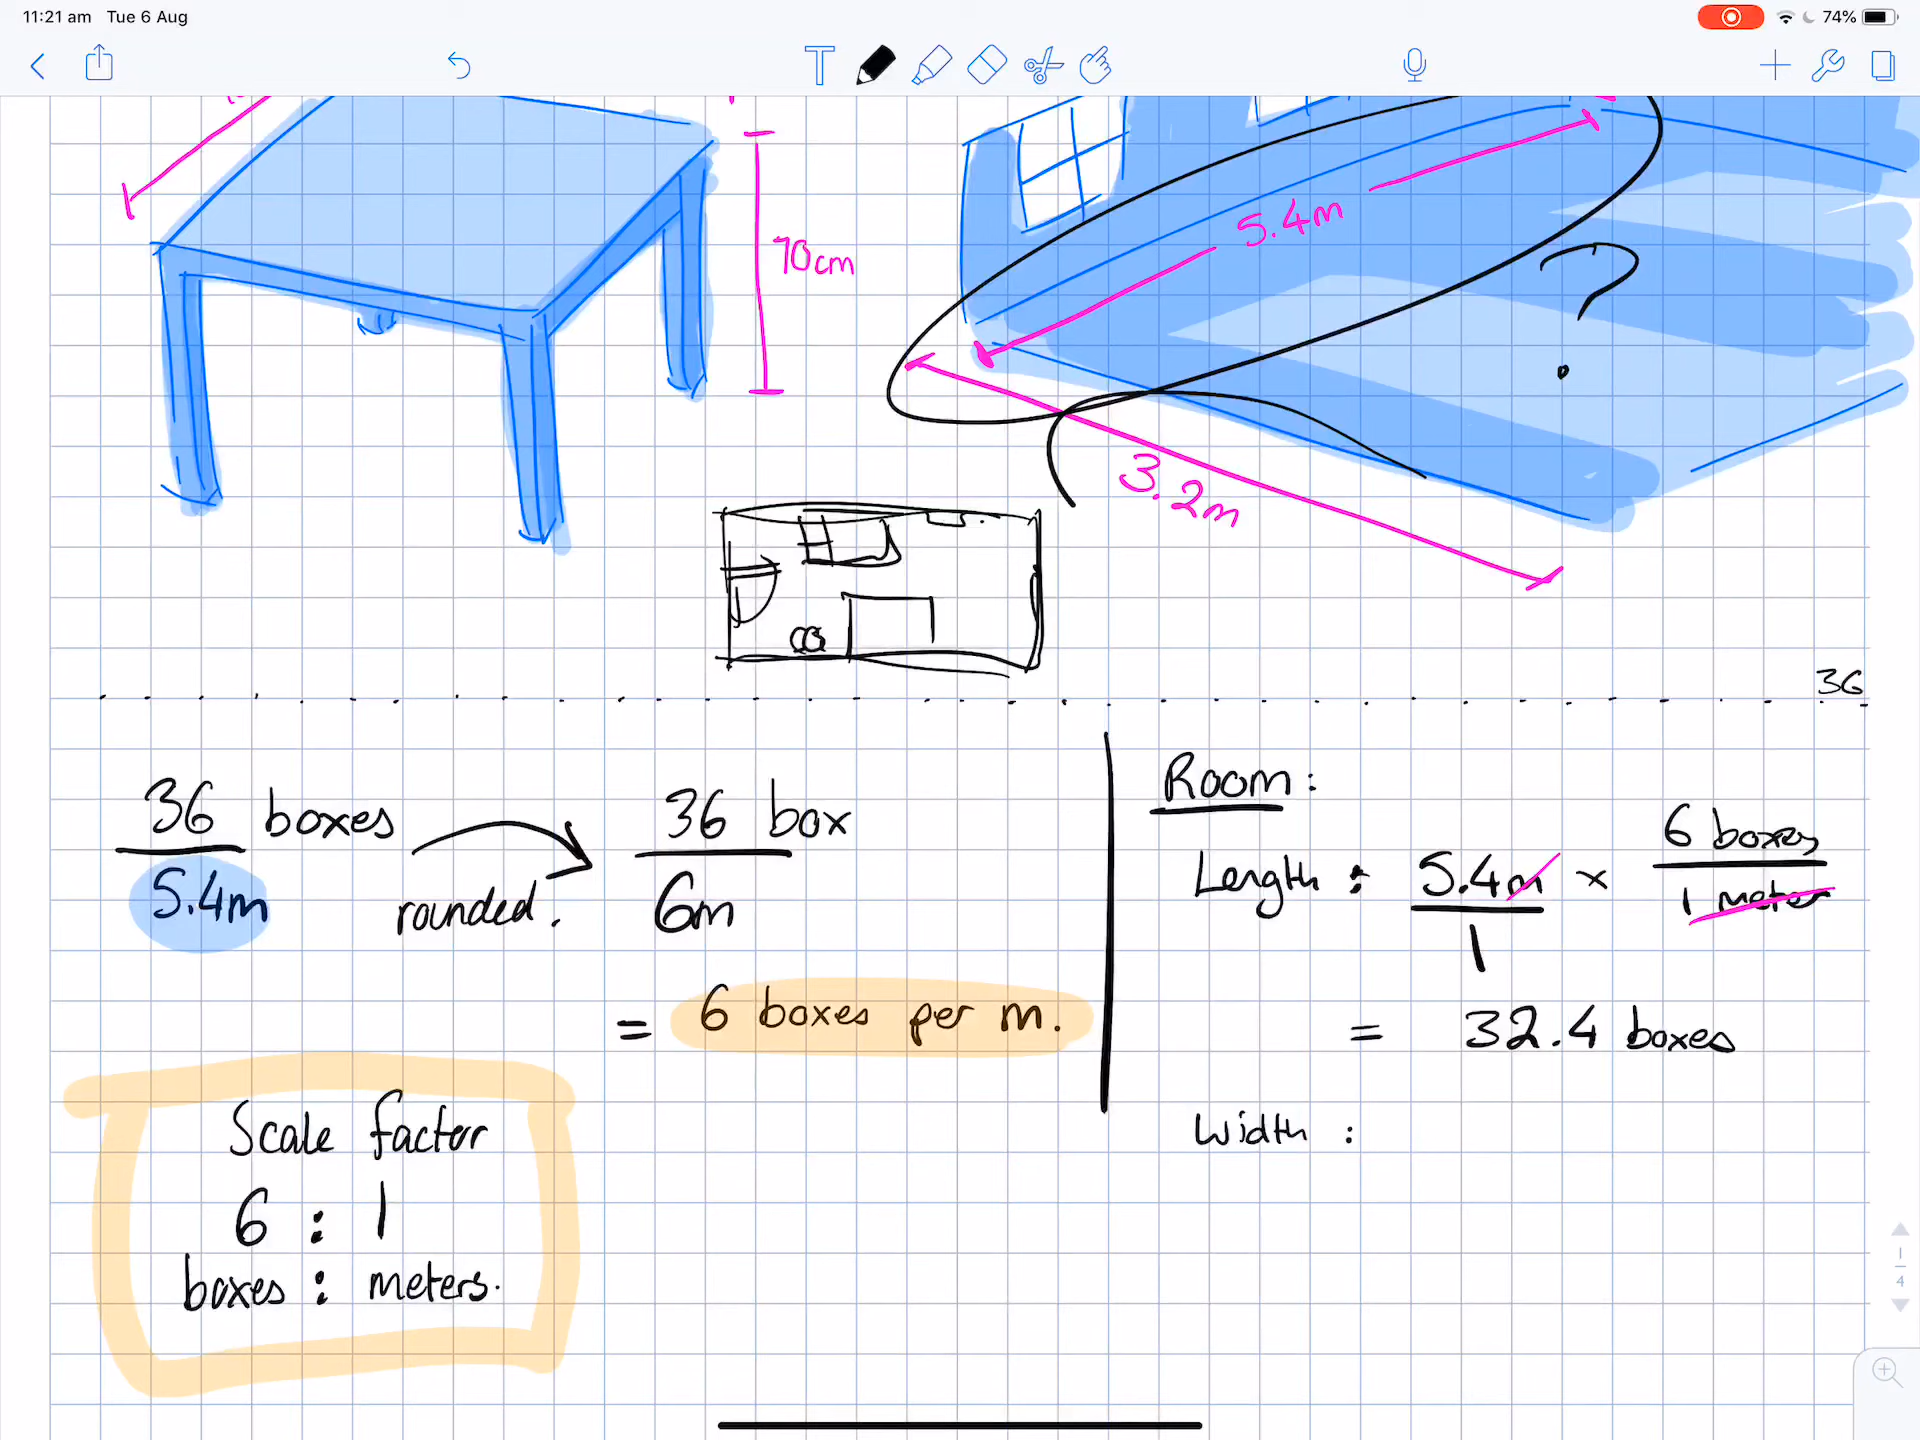 11:21 am Tue 6 Aug
74%
70cm
5.4m
3.2m
36
36 boxes
5.4m
rounded.
36 box
6m
= 6 boxes per m.
Scale factor
6 : 1
boxes : meters.
Room:
Length : 5.4m × 6 boxes
1 1 meter
= 32.4 boxes
Width :
1
4